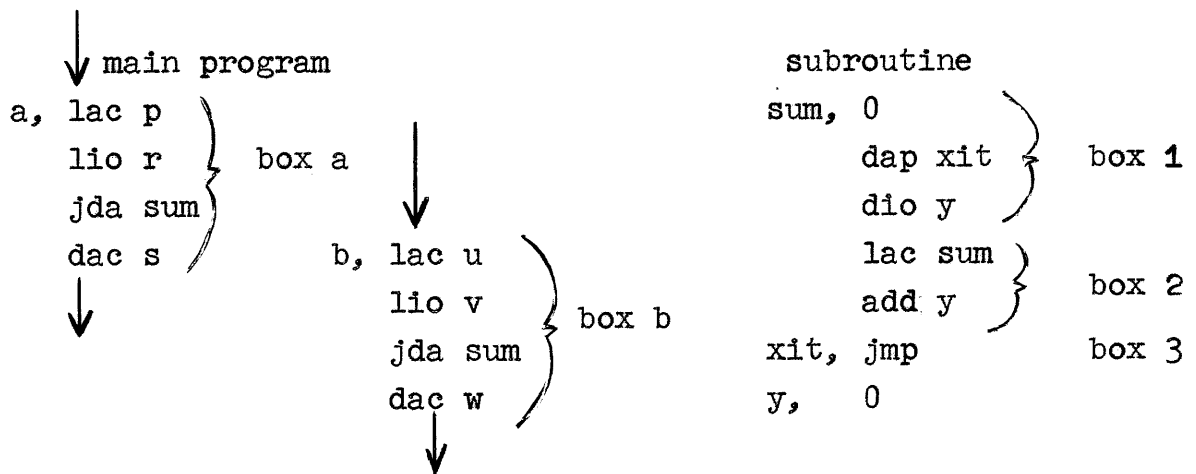 main program
a, lac p
lio r
jda sum
dac s
box a
b, lac u
lio v
jda sum
dac w
box b
subroutine
sum, 0
dap xit
dio y
box 1
lac sum
add y
box 2
xit, jmp
box 3
y, 0